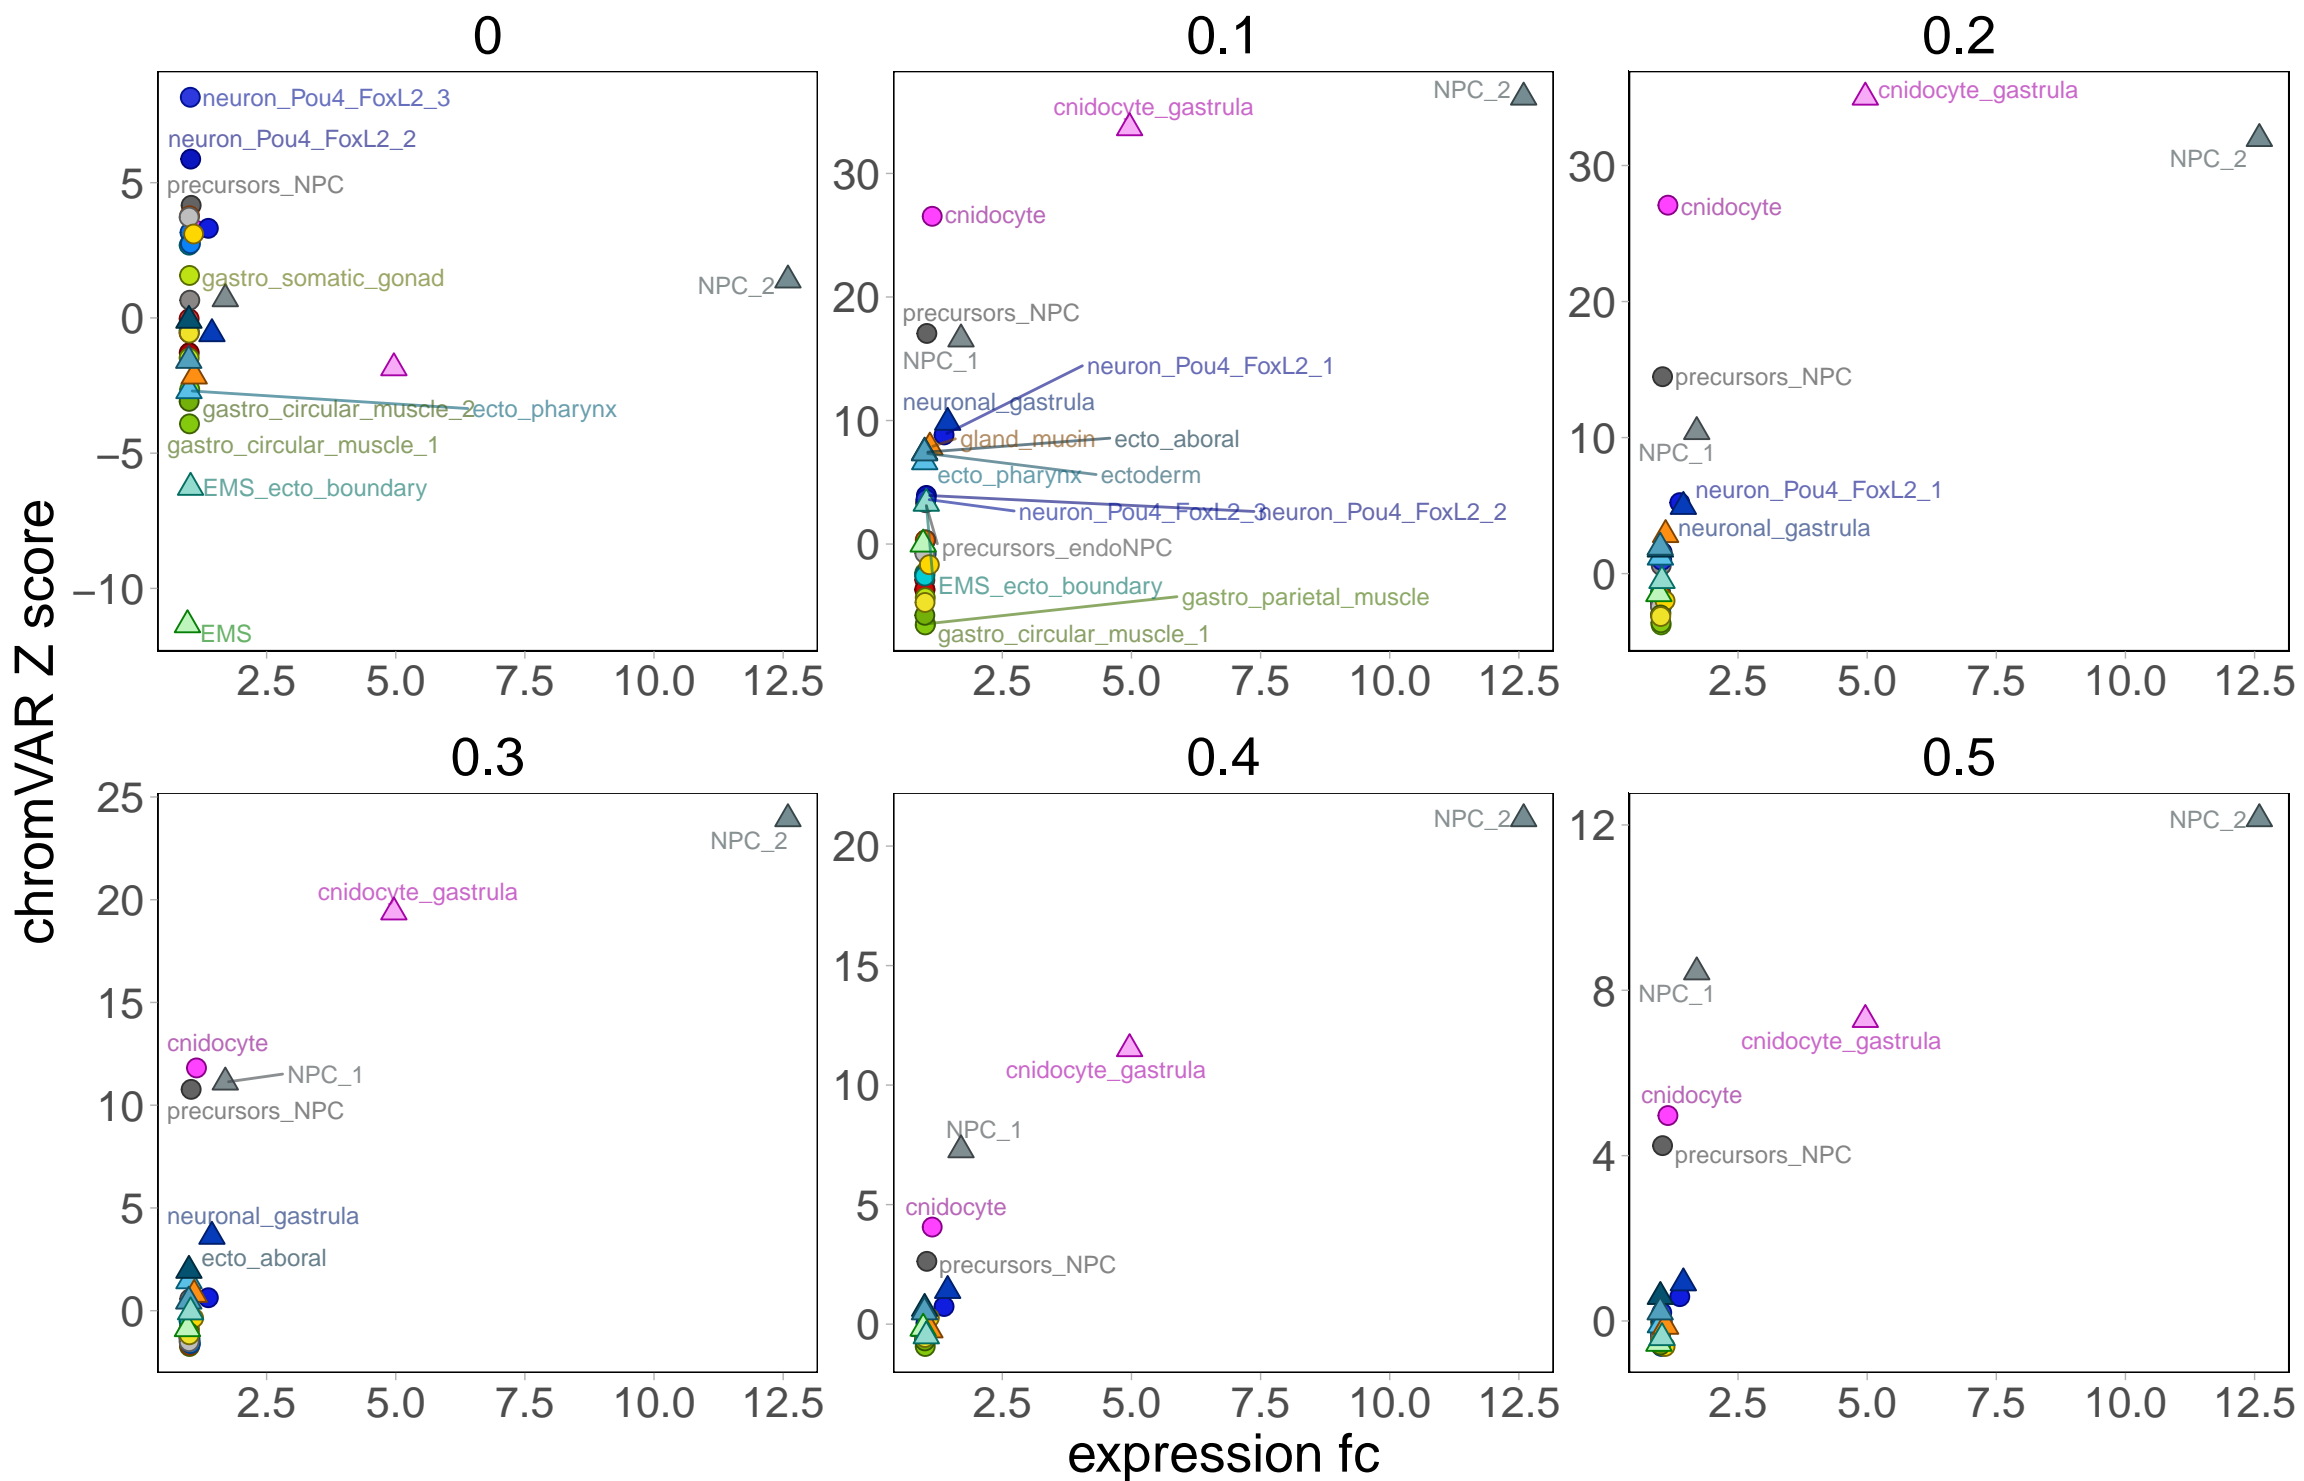 0
0.1
0.2
neuron_Pou4_FoxL2_3
neuron_Pou4_FoxL2_2
precursors_NPC
gastro_somatic_gonad
NPC_2
gastro_circular_muscle_2
ecto_pharynx
gastro_circular_muscle_1
EMS_ecto_boundary
EMS
5
0
−5
−10
2.5 5.0 7.5 10.0 12.5
NPC_2
cnidocyte_gastrula
cnidocyte
precursors_NPC
NPC_1
neuron_Pou4_FoxL2_1
neuronal_gastrula
gland_mucin
ecto_aboral
ecto_pharynx
ectoderm
neuron_Pou4_FoxL2_3
neuron_Pou4_FoxL2_2
precursors_endoNPC
EMS_ecto_boundary
gastro_parietal_muscle
gastro_circular_muscle_1
30
20
10
0
2.5 5.0 7.5 10.0 12.5
cnidocyte_gastrula
NPC_2
cnidocyte
precursors_NPC
NPC_1
neuron_Pou4_FoxL2_1
neuronal_gastrula
30
20
10
0
2.5 5.0 7.5 10.0 12.5
chromVAR Z score
0.3
0.4
0.5
25
20
15
10
5
0
NPC_2
cnidocyte_gastrula
cnidocyte
NPC_1
precursors_NPC
neuronal_gastrula
ecto_aboral
2.5 5.0 7.5 10.0 12.5
20
15
10
5
0
NPC_2
cnidocyte_gastrula
NPC_1
cnidocyte
precursors_NPC
2.5 5.0 7.5 10.0 12.5
12
8
4
0
NPC_2
NPC_1
cnidocyte_gastrula
cnidocyte
precursors_NPC
2.5 5.0 7.5 10.0 12.5
expression fc